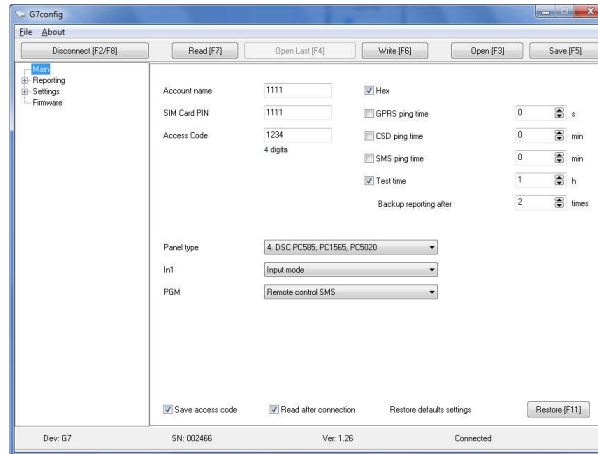 G7config
File About
Disconnect [F2/F8] Read [F7] Open Last [F4] Write [F6] Open [F3] Save [F5]
Main
Reporting
Settings
Firmware
Account name 1111 Hex
SIM Card PIN 1111 GPRS ping time 0 s
Access Code 1234 CSD ping time 0 min
4 digits
SMS ping time 0 min
Test time 1 h
Backup reporting after 2 times
Panel type 4. DSC PC585, PC1565, PC5020
In1 Input mode
PGM Remote control SMS
Save access code Read after connection Restore defaults settings Restore [F11]
Dev: G7 SN: 002466 Ver: 1.26 Connected